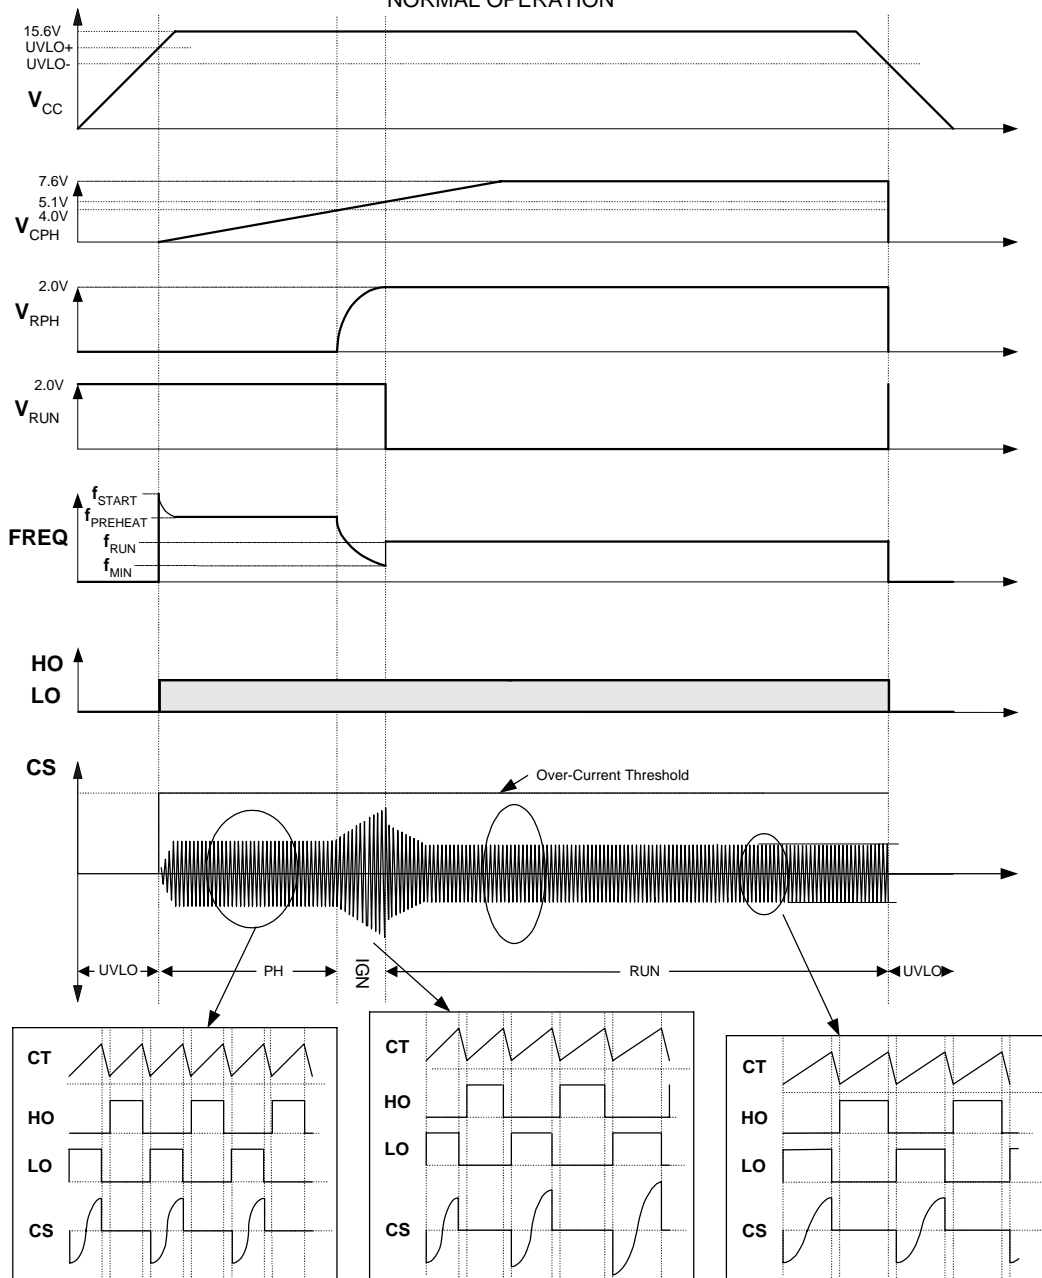 NORMAL OPERATION
15.6V
UVLO+
UVLO-
VCC
7.6V
5.1V
4.0V
VCPH
2.0V
VRPH
2.0V
VRUN
fSTART
fPREHEAT
FREQ
fRUN
fMIN
HO
LO
CS
Over-Current Threshold
UVLO
PH
IGN
RUN
UVLO
CT
HO
LO
CS
CT
HO
LO
CS
CT
HO
LO
CS